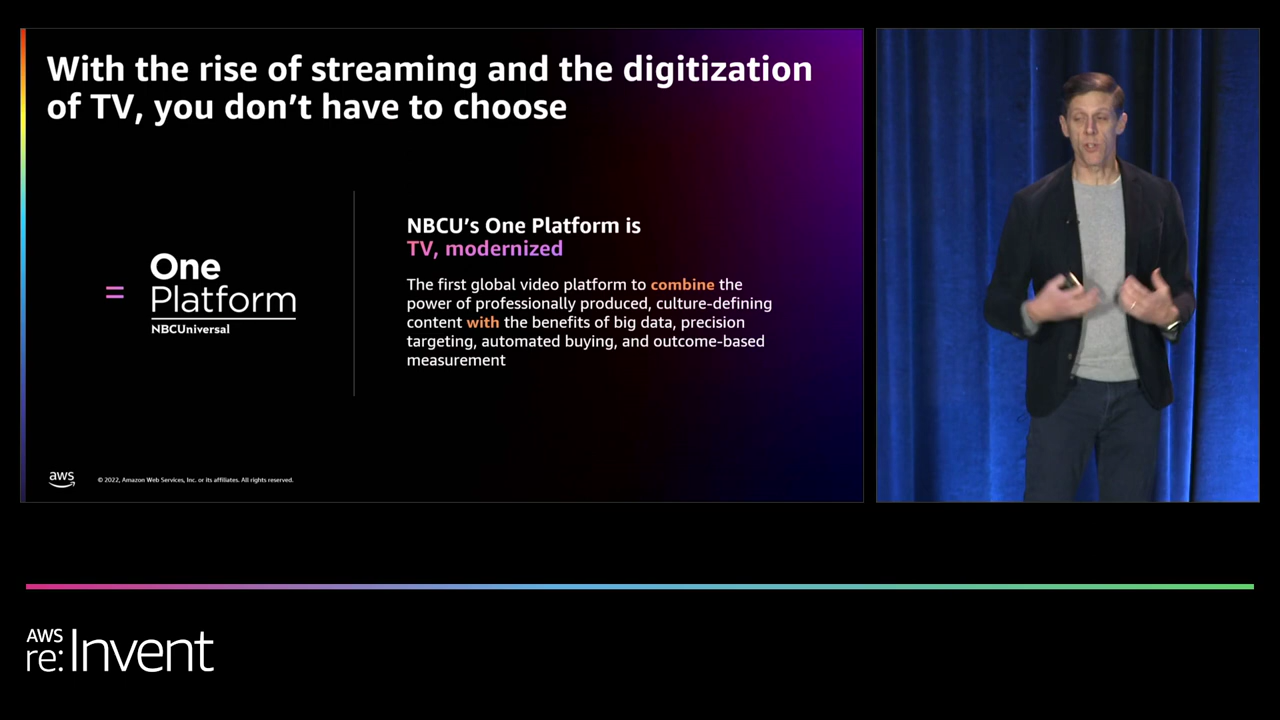 With the rise of streaming and the digitization
of TV, you don’t have to choose
=
One
Platform
NBCUniversal
NBCU’s One Platform is
TV, modernized
The first global video platform to combine the
power of professionally produced, culture-defining
content with the benefits of big data, precision
targeting, automated buying, and outcome-based
measurement
aws
© 2022, Amazon Web Services, Inc. or its affiliates. All rights reserved.
AWS
re:Invent